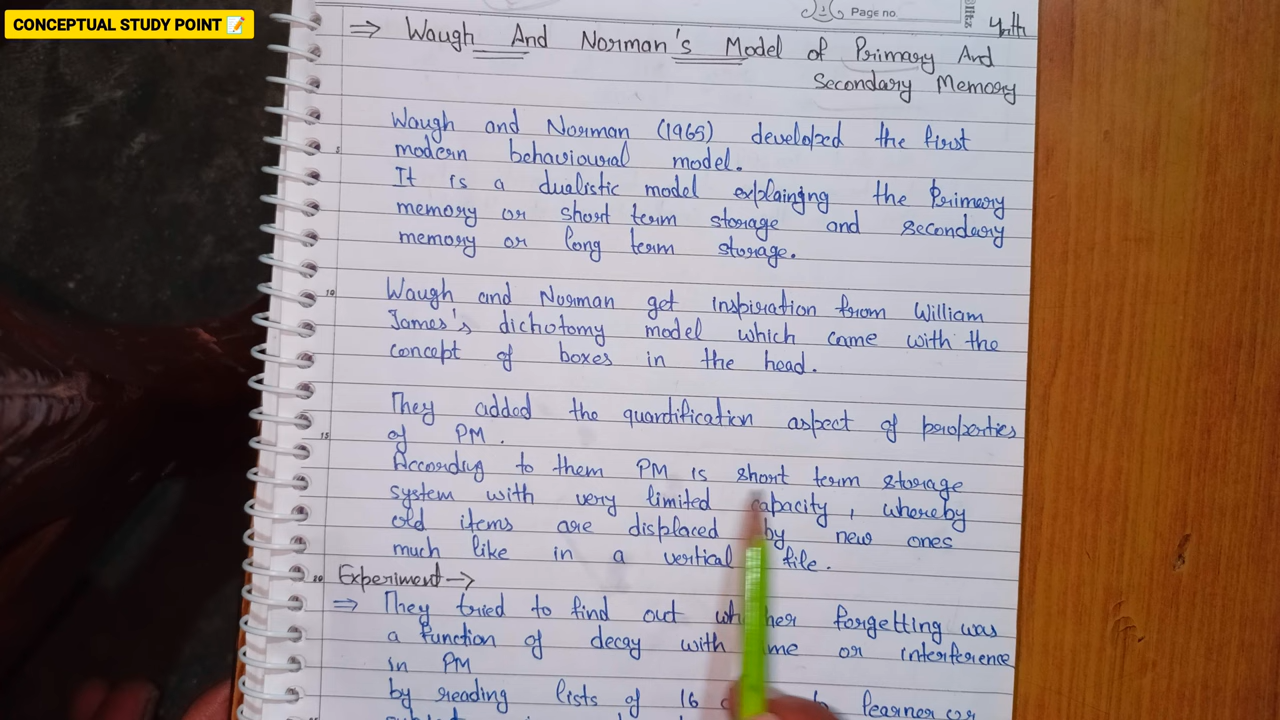 CONCEPTUAL STUDY POINT 📝
Page no.
⇒ Waugh And Norman's Model of Primary And
Secondary Memory
Waugh and Norman (1965) developed the first
modern behavioural model.
It is a dualistic model explainging the Primary
memory or short term storage and secondary
memory or long term storage.
10
Waugh and Norman get inspiration from William
James's dichotomy model which came with the
concept of boxes in the head.
They added the quantification aspect of properties
15
of PM.
According to them PM is short term storage
system with very limited capacity, whereby
old items are displaced by new ones
much like in a vertical file.
Experiment →
⇒ They tried to find out whether forgetting was
a function of decay with time or interference
in PM
by reading lists of 16 learner or